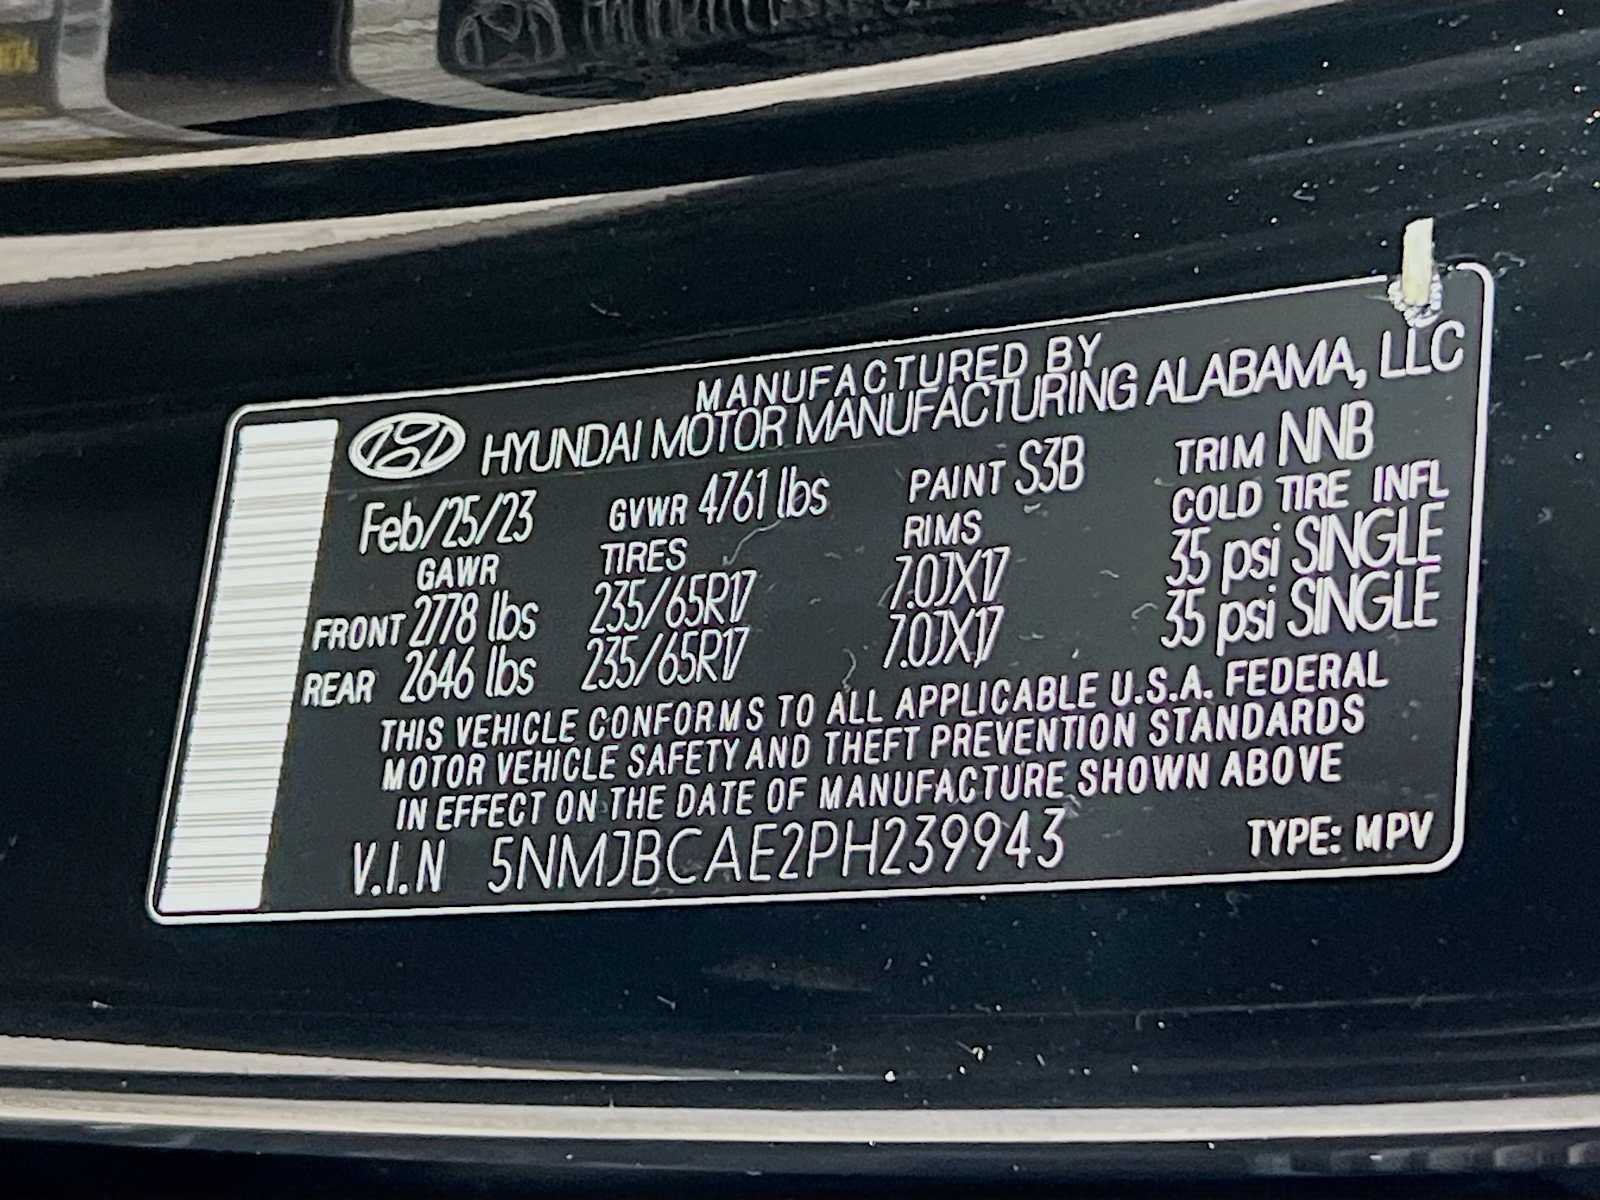 MANUFACTURED BY
HYUNDAI MOTOR MANUFACTURING ALABAMA, LLC
Feb/25/23 GVWR 4761 lbs PAINT S3B TRIM NNB
GAWR TIRES RIMS COLD TIRE INFL
FRONT 2778 lbs 235/65R17 7.0JX17 35 psi SINGLE
REAR 2646 lbs 235/65R17 7.0JX17 35 psi SINGLE
THIS VEHICLE CONFORMS TO ALL APPLICABLE U.S.A. FEDERAL
MOTOR VEHICLE SAFETY AND THEFT PREVENTION STANDARDS
IN EFFECT ON THE DATE OF MANUFACTURE SHOWN ABOVE
V.I.N 5NMJBCAE2PH239943 TYPE: MPV